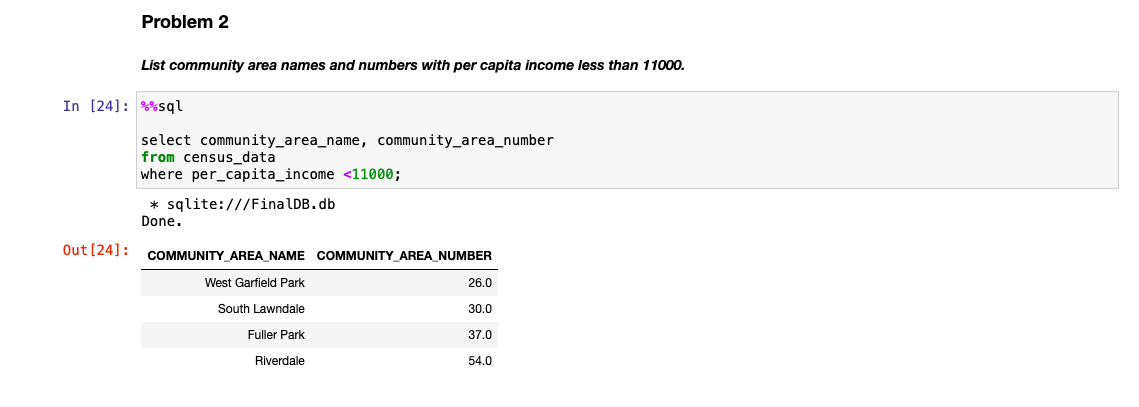 Problem 2
List community area names and numbers with per capita income less than 11000.
In [24]: %%sql
select community_area_name, community_area_number
from census_data
where per_capita_income <11000;
* sqlite:///FinalDB.db
Done.
Out[24]:
COMMUNITY_AREA_NAME COMMUNITY_AREA_NUMBER
West Garfield Park 26.0
South Lawndale 30.0
Fuller Park 37.0
Riverdale 54.0